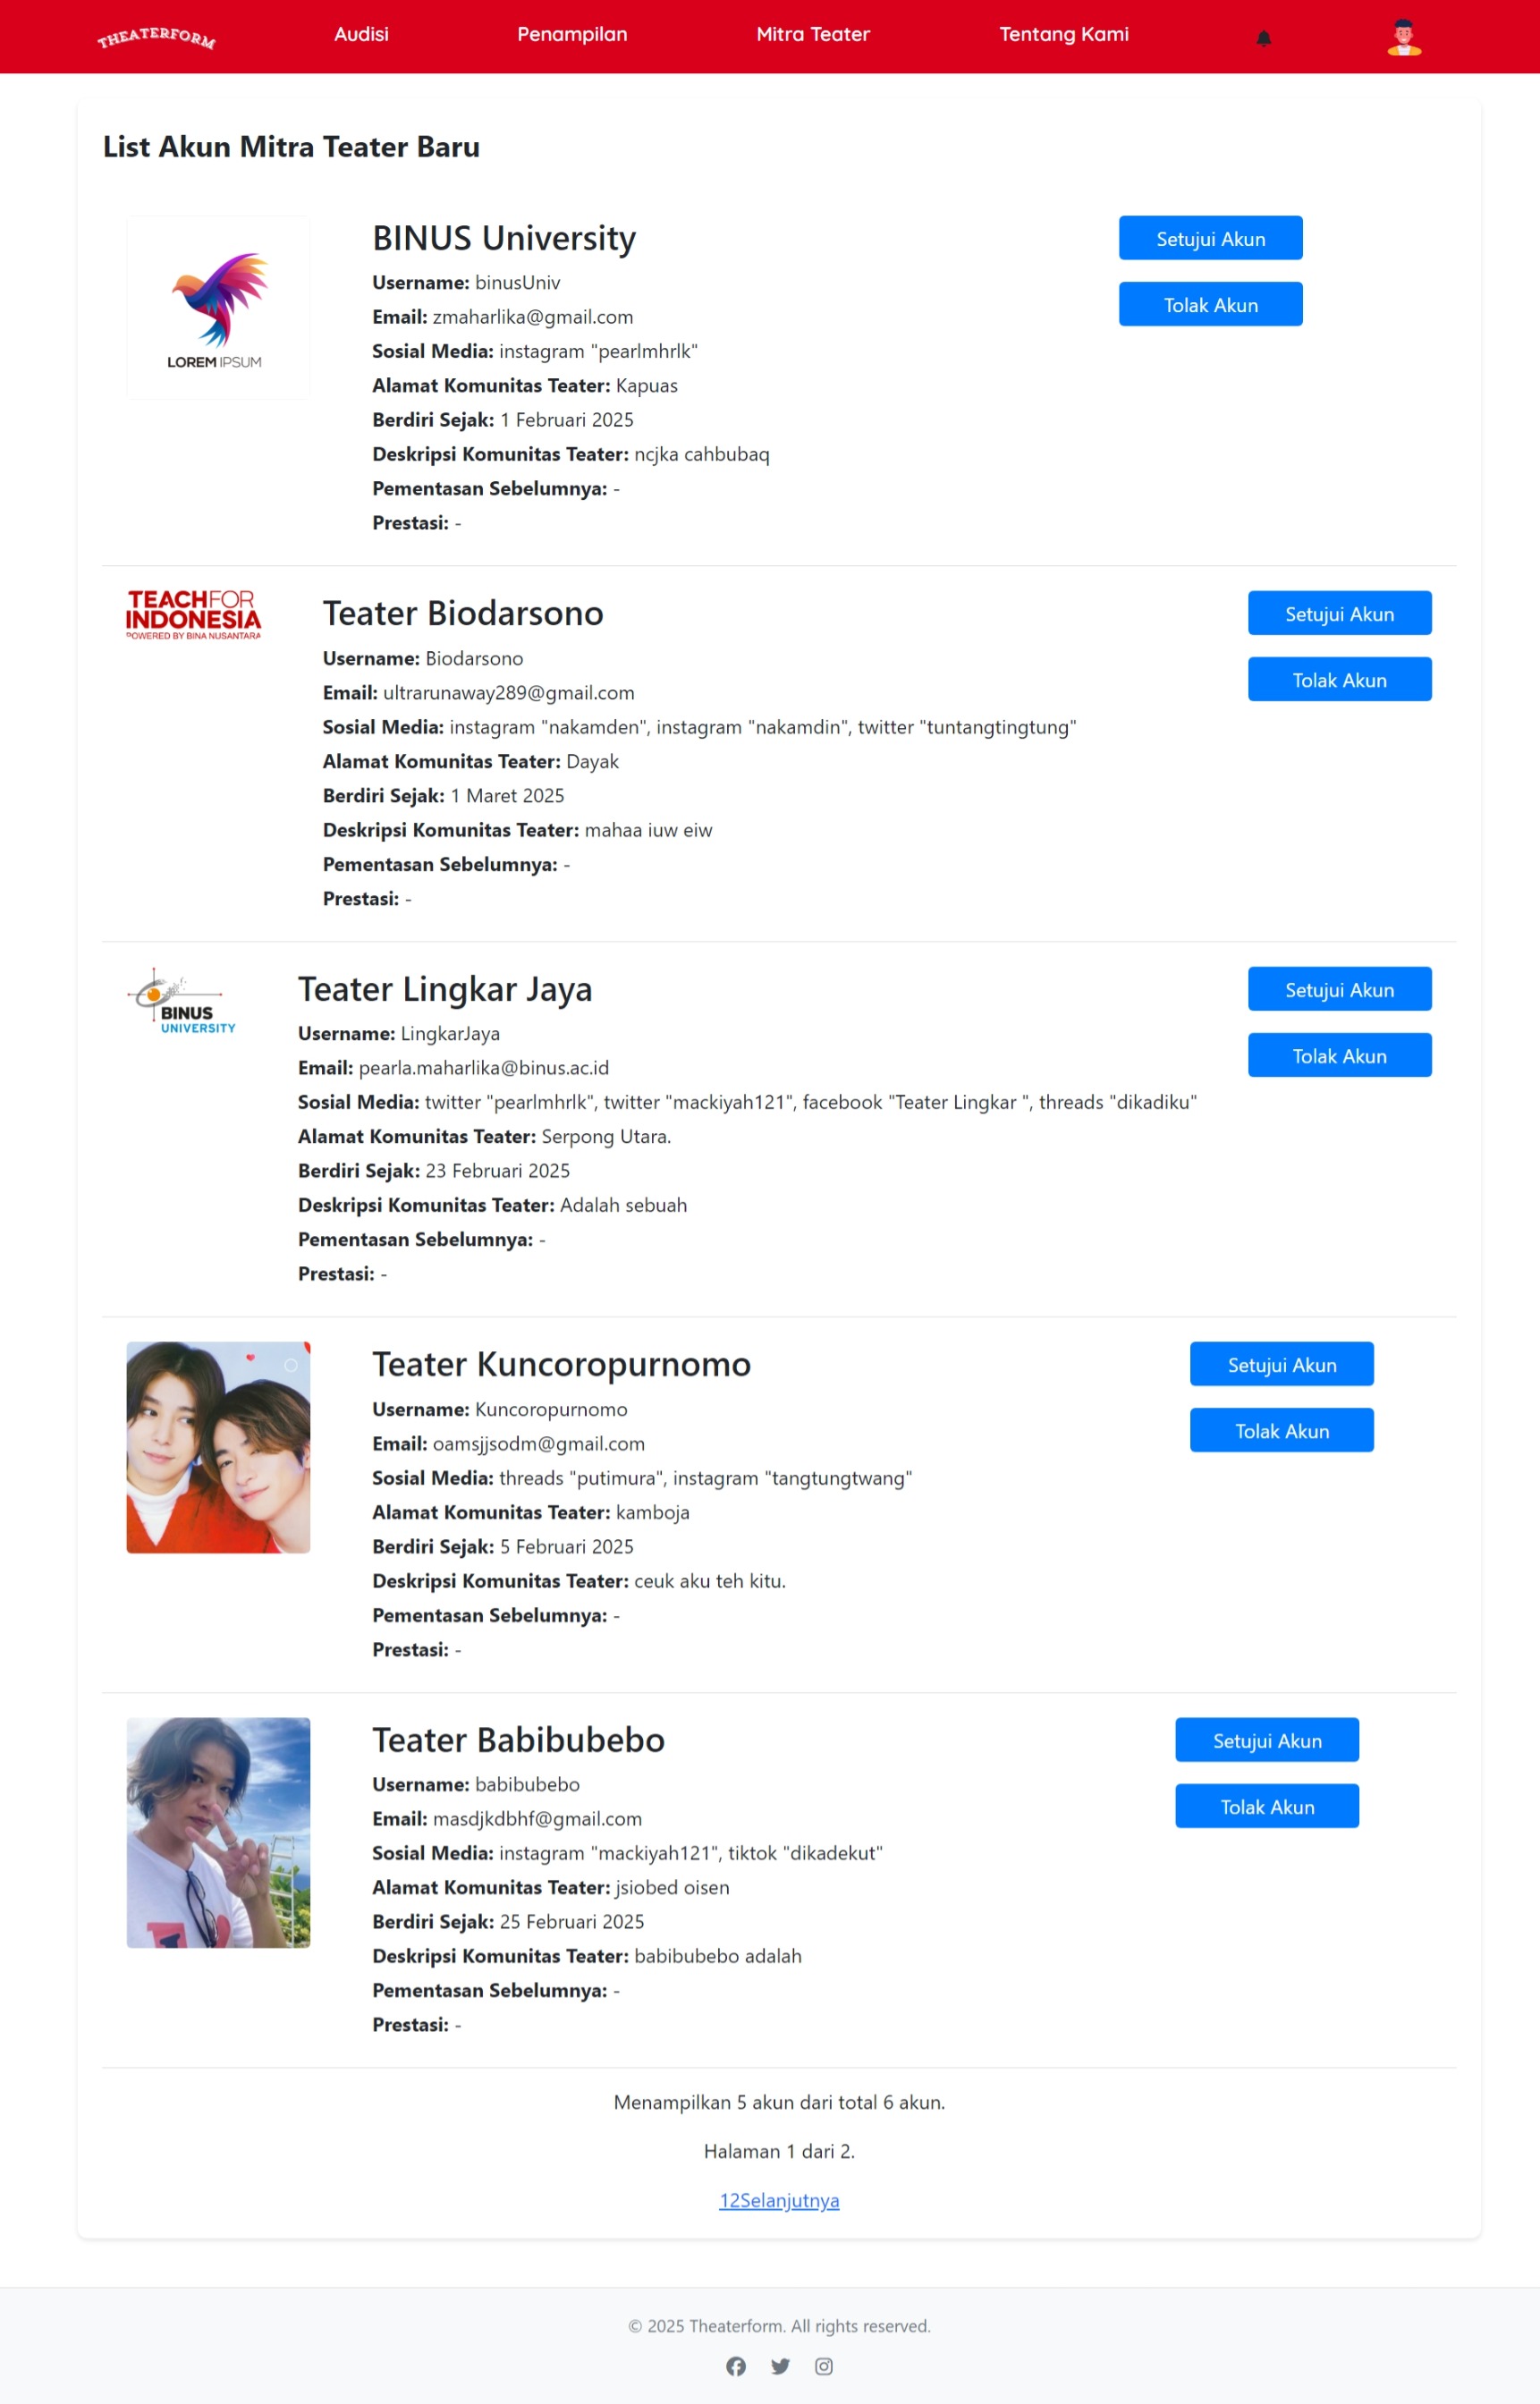 THEATERFORM
Audisi
Penampilan
Mitra Teater
Tentang Kami
List Akun Mitra Teater Baru
LOREM IPSUM
BINUS University
Username: binusUniv
Email: zmaharlika@gmail.com
Sosial Media: instagram "pearlmhrlk"
Alamat Komunitas Teater: Kapuas
Berdiri Sejak: 1 Februari 2025
Deskripsi Komunitas Teater: ncjka cahbubaq
Pementasan Sebelumnya: -
Prestasi: -
Setujui Akun
Tolak Akun
TEACHFOR
INDONESIA
POWERED BY BINA NUSANTARA
Teater Biodarsono
Username: Biodarsono
Email: ultrarunaway289@gmail.com
Sosial Media: instagram "nakamden", instagram "nakamdin", twitter "tuntangtingtung"
Alamat Komunitas Teater: Dayak
Berdiri Sejak: 1 Maret 2025
Deskripsi Komunitas Teater: mahaa iuw eiw
Pementasan Sebelumnya: -
Prestasi: -
Setujui Akun
Tolak Akun
BINUS
UNIVERSITY
Teater Lingkar Jaya
Username: LingkarJaya
Email: pearla.maharlika@binus.ac.id
Sosial Media: twitter "pearlmhrlk", twitter "mackiyah121", facebook "Teater Lingkar ", threads "dikadiku"
Alamat Komunitas Teater: Serpong Utara.
Berdiri Sejak: 23 Februari 2025
Deskripsi Komunitas Teater: Adalah sebuah
Pementasan Sebelumnya: -
Prestasi: -
Setujui Akun
Tolak Akun
Teater Kuncoropurnomo
Username: Kuncoropurnomo
Email: oamsjjsodm@gmail.com
Sosial Media: threads "putimura", instagram "tangtungtwang"
Alamat Komunitas Teater: kamboja
Berdiri Sejak: 5 Februari 2025
Deskripsi Komunitas Teater: ceuk aku teh kitu.
Pementasan Sebelumnya: -
Prestasi: -
Setujui Akun
Tolak Akun
Teater Babibubebo
Username: babibubebo
Email: masdjkdbhf@gmail.com
Sosial Media: instagram "mackiyah121", tiktok "dikadekut"
Alamat Komunitas Teater: jsiobed oisen
Berdiri Sejak: 25 Februari 2025
Deskripsi Komunitas Teater: babibubebo adalah
Pementasan Sebelumnya: -
Prestasi: -
Setujui Akun
Tolak Akun
Menampilkan 5 akun dari total 6 akun.
Halaman 1 dari 2.
12Selanjutnya
© 2025 Theaterform. All rights reserved.